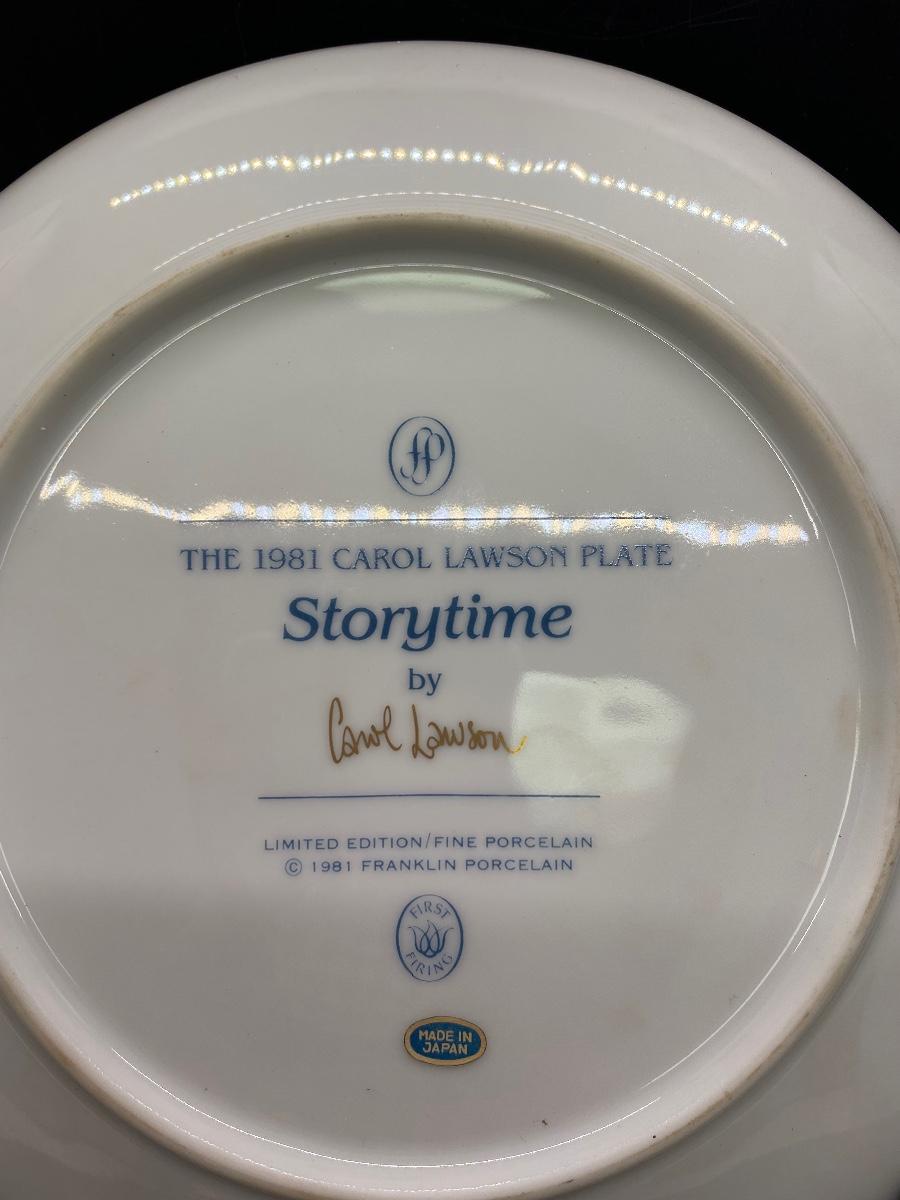 fp
THE 1981 CAROL LAWSON PLATE
Storytime
by
Carol Lawson
LIMITED EDITION/FINE PORCELAIN
© 1981 FRANKLIN PORCELAIN
FIRST
FIRING
MADE IN
JAPAN